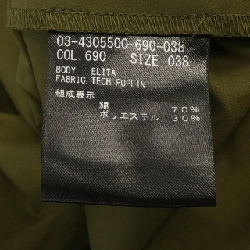 03-4305500-690-038
COL 690 SIZE 038
BODY ELITA
FABRIC TECH POPLIN
組成表示
綿 70%
ポリエステル 30%